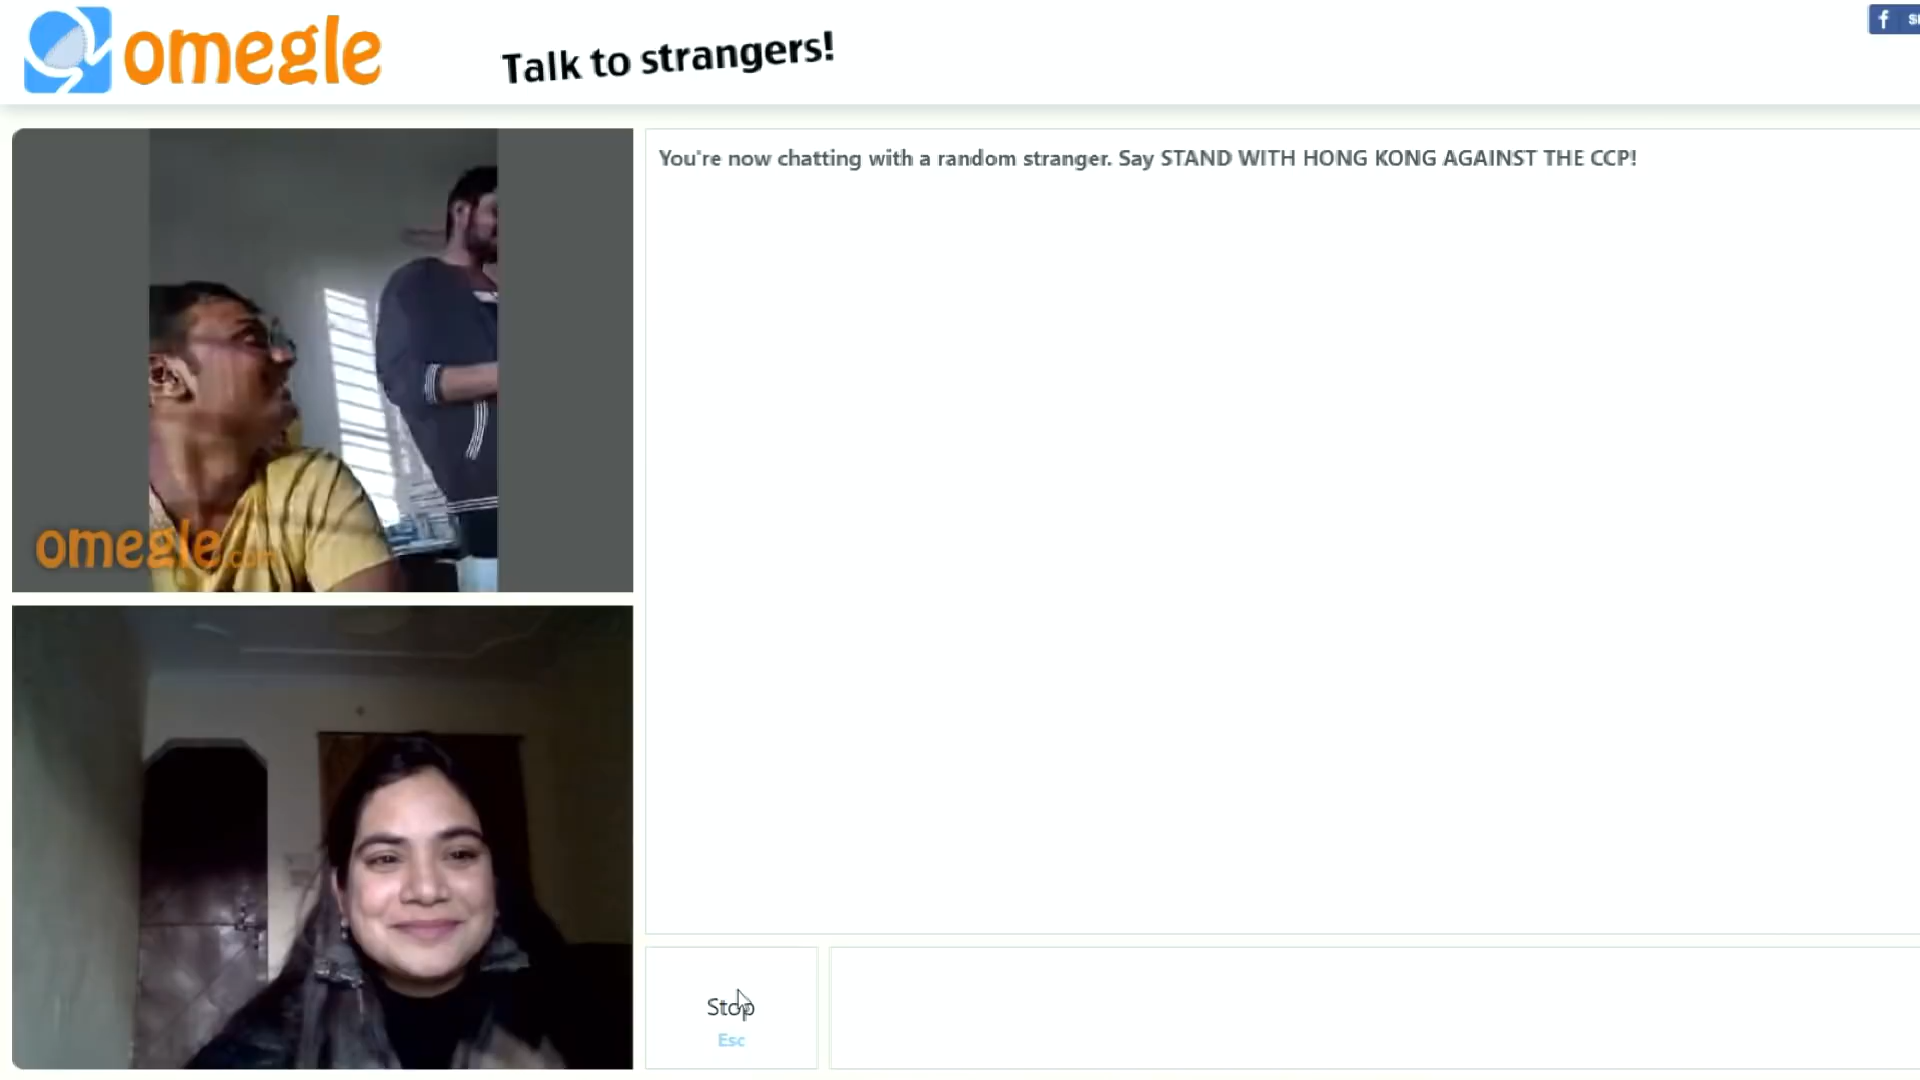 omegle
Talk to strangers!
f
You're now chatting with a random stranger. Say STAND WITH HONG KONG AGAINST THE CCP!
omegle.com
Stop
Esc